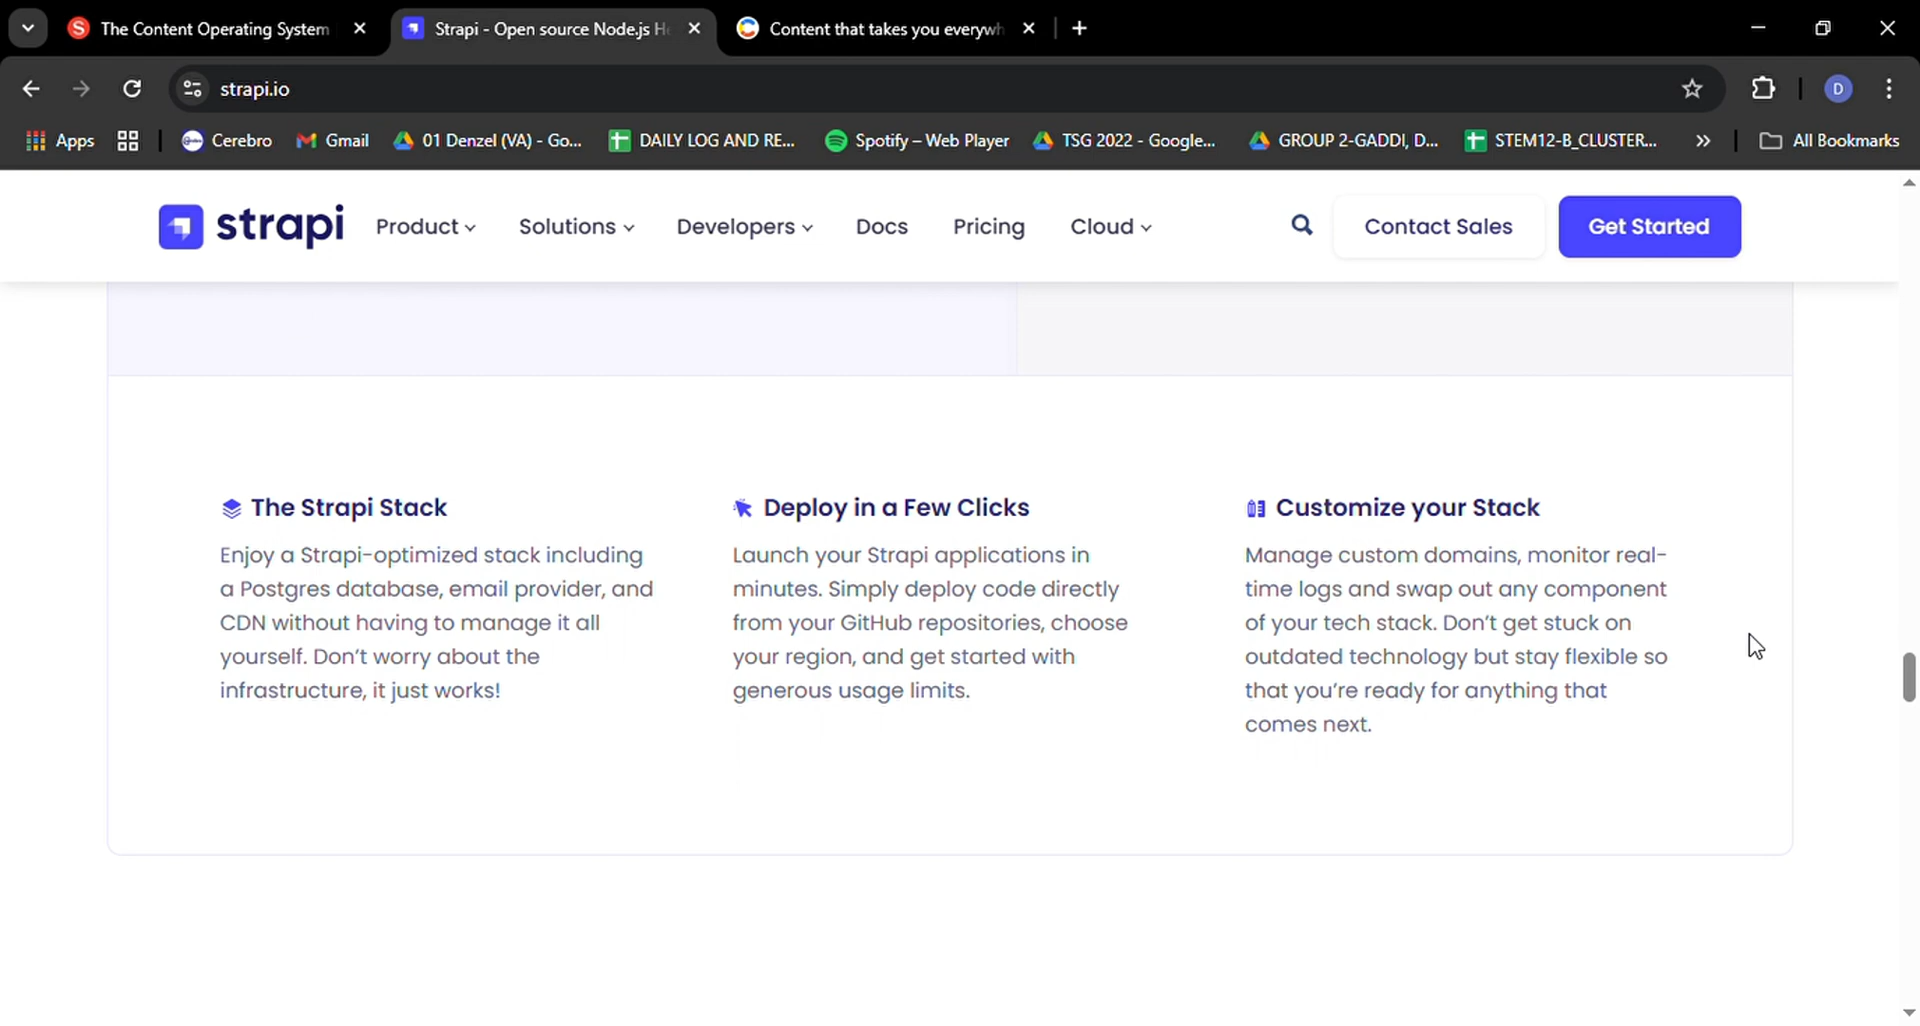 The Content Operating System
Strapi - Open source Node.js He
Content that takes you everywh
strapi.io
D
Apps
Cerebro
Gmail
01 Denzel (VA) - Go...
DAILY LOG AND RE...
Spotify – Web Player
TSG 2022 - Google...
GROUP 2-GADDI, D...
STEM12-B_CLUSTER...
All Bookmarks
strapi
Product
Solutions
Developers
Docs
Pricing
Cloud
Contact Sales
Get Started
The Strapi Stack
Enjoy a Strapi-optimized stack including
a Postgres database, email provider, and
CDN without having to manage it all
yourself. Don't worry about the
infrastructure, it just works!
Deploy in a Few Clicks
Launch your Strapi applications in
minutes. Simply deploy code directly
from your GitHub repositories, choose
your region, and get started with
generous usage limits.
Customize your Stack
Manage custom domains, monitor real-
time logs and swap out any component
of your tech stack. Don't get stuck on
outdated technology but stay flexible so
that you're ready for anything that
comes next.